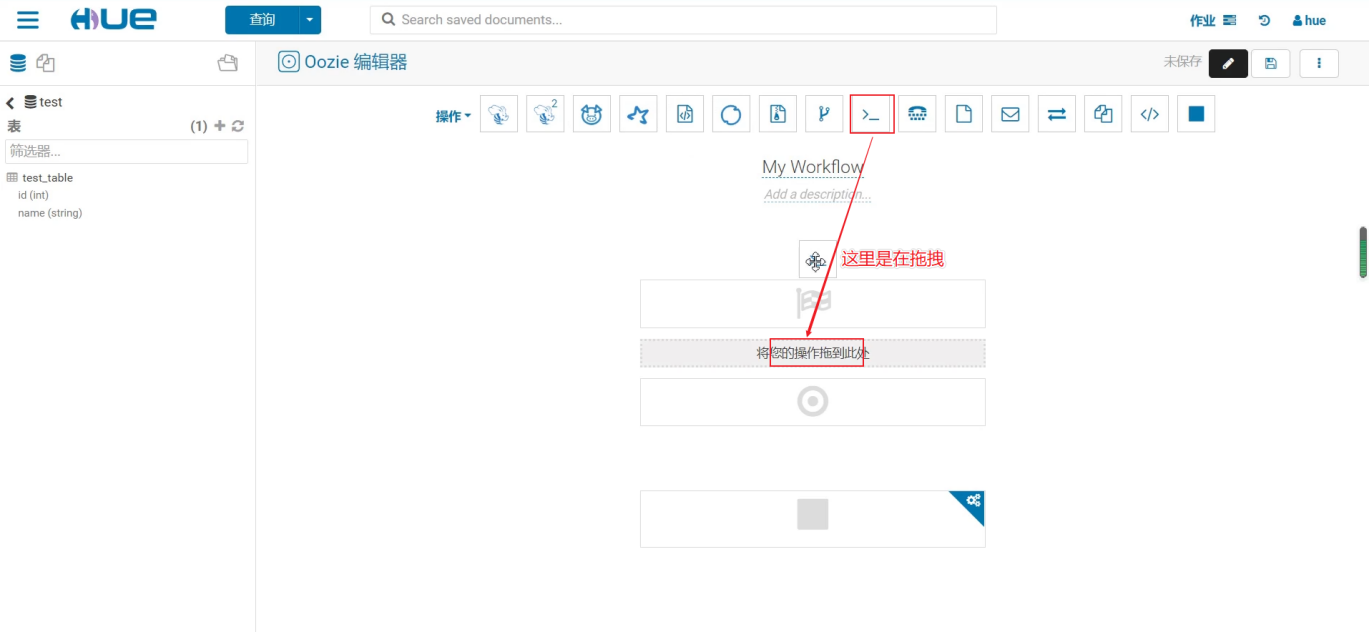 HUE
查询
Search saved documents...
作业
hue
Oozie 编辑器
未保存
test
表
(1)
筛选器...
test_table
id (int)
name (string)
操作
2
My Workflow
Add a description...
这里是在拖拽
将您的操作拖到此处